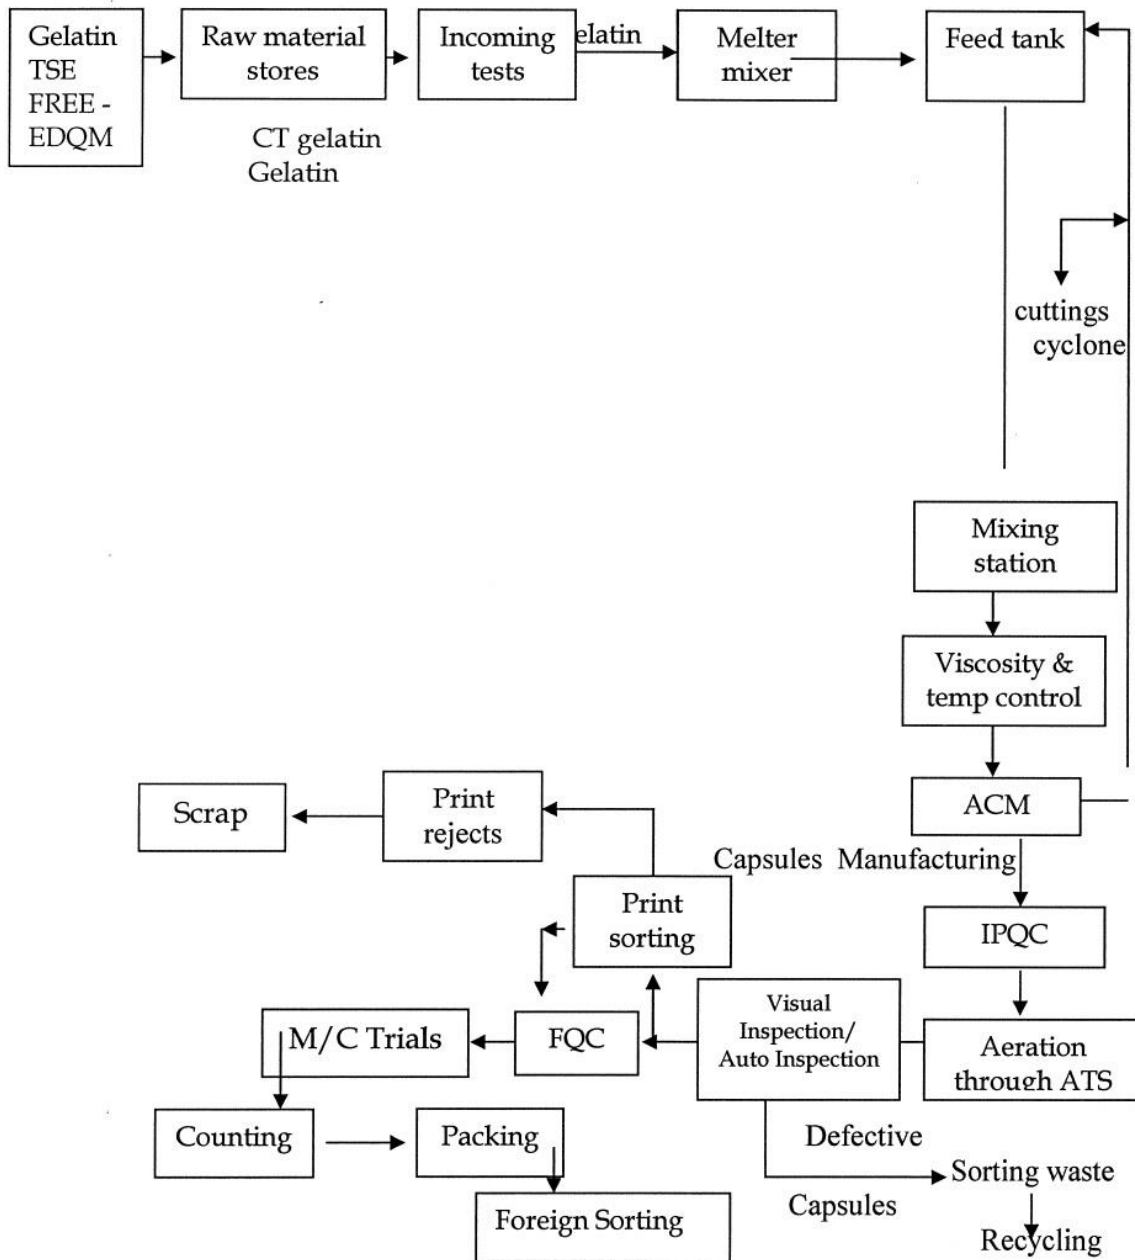 Gelatin
TSE
FREE -
EDQM
Raw material
stores
Incoming
tests
elatin
Melter
mixer
Feed tank
CT gelatin
Gelatin
cuttings
cyclone
Mixing
station
Viscosity &
temp control
ACM
Capsules Manufacturing
Scrap
Print
rejects
Print
sorting
IPQC
M/C Trials
FQC
Visual
Inspection/
Auto Inspection
Aeration
through ATS
Counting
Packing
Defective
Capsules
Sorting waste
Recycling
Foreign Sorting